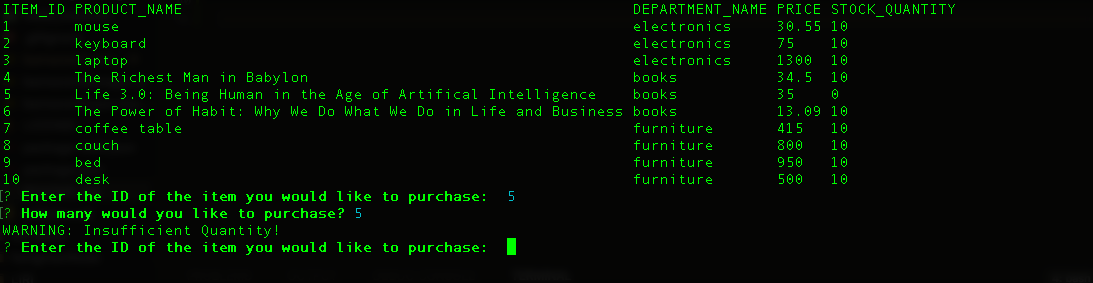 ITEM_ID PRODUCT_NAME DEPARTMENT_NAME PRICE STOCK_QUANTITY
1 mouse electronics 30.55 10
2 keyboard electronics 75 10
3 laptop electronics 1300 10
4 The Richest Man in Babylon books 34.5 10
5 Life 3.0: Being Human in the Age of Artifical Intelligence books 35 0
6 The Power of Habit: Why We Do What We Do in Life and Business books 13.09 10
7 coffee table furniture 415 10
8 couch furniture 800 10
9 bed furniture 950 10
10 desk furniture 500 10
[? Enter the ID of the item you would like to purchase: 5
[? How many would you like to purchase? 5
WARNING: Insufficient Quantity!
? Enter the ID of the item you would like to purchase: